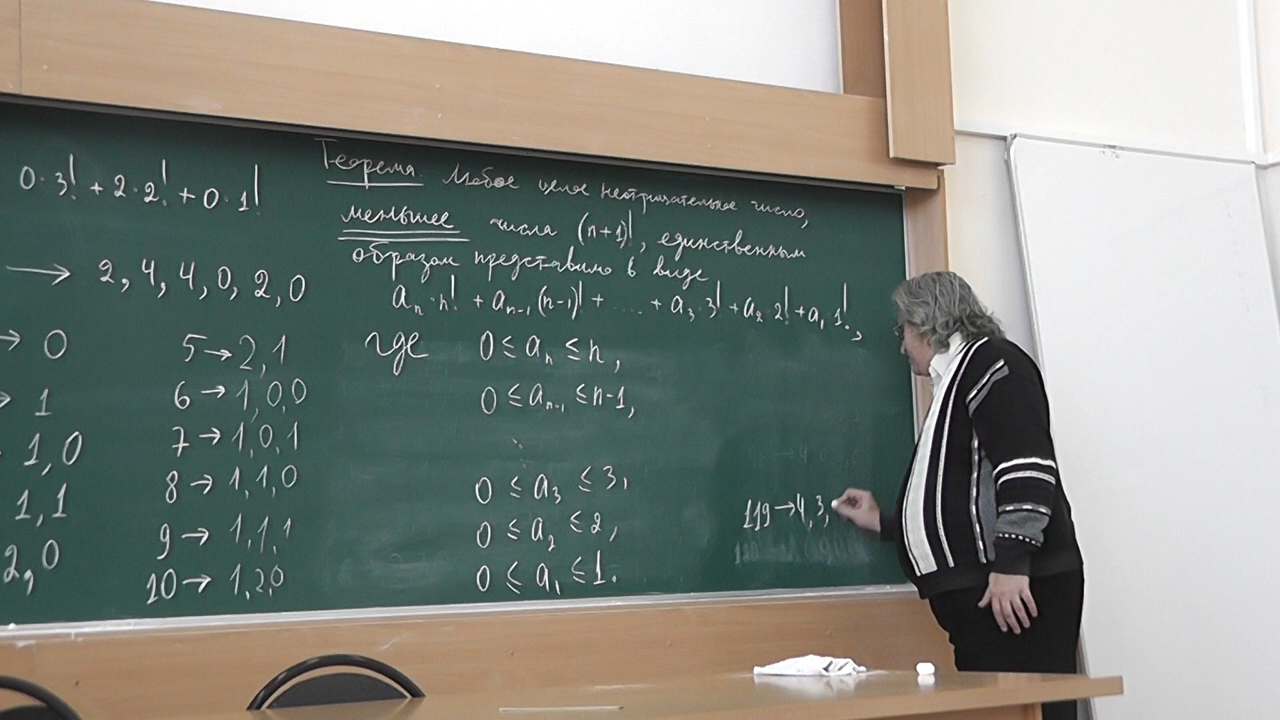 0·3! + 2·2! + 0·1!
→ 2, 4, 4, 0, 2, 0
→ 0
→ 1
1, 0
1, 1
2, 0
5 → 2, 1
6 → 1, 0, 0
7 → 1, 0, 1
8 → 1, 1, 0
9 → 1, 1, 1
10 → 1, 2, 0
Теорема. Любое целое неотрицательное число,
меньшее числа (n+1)!, единственным
образом представимо в виде
aₙ·n! + aₙ₋₁(n-1)! + .... + a₃·3! + a₂·2! + a₁1!,
где 0 ≤ aₙ ≤ n,
0 ≤ aₙ₋₁ ≤ n-1,
⋮
0 ≤ a₃ ≤ 3,
0 ≤ a₂ ≤ 2,
0 ≤ a₁ ≤ 1.
119 → 4, 3,